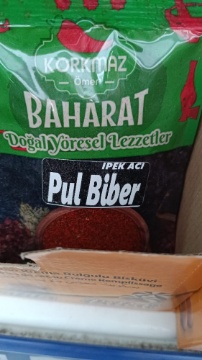 KORKMAZ
Ömer
BAHARAT
Doğal Yöresel Lezzetler
İPEK ACI
Pul Biber